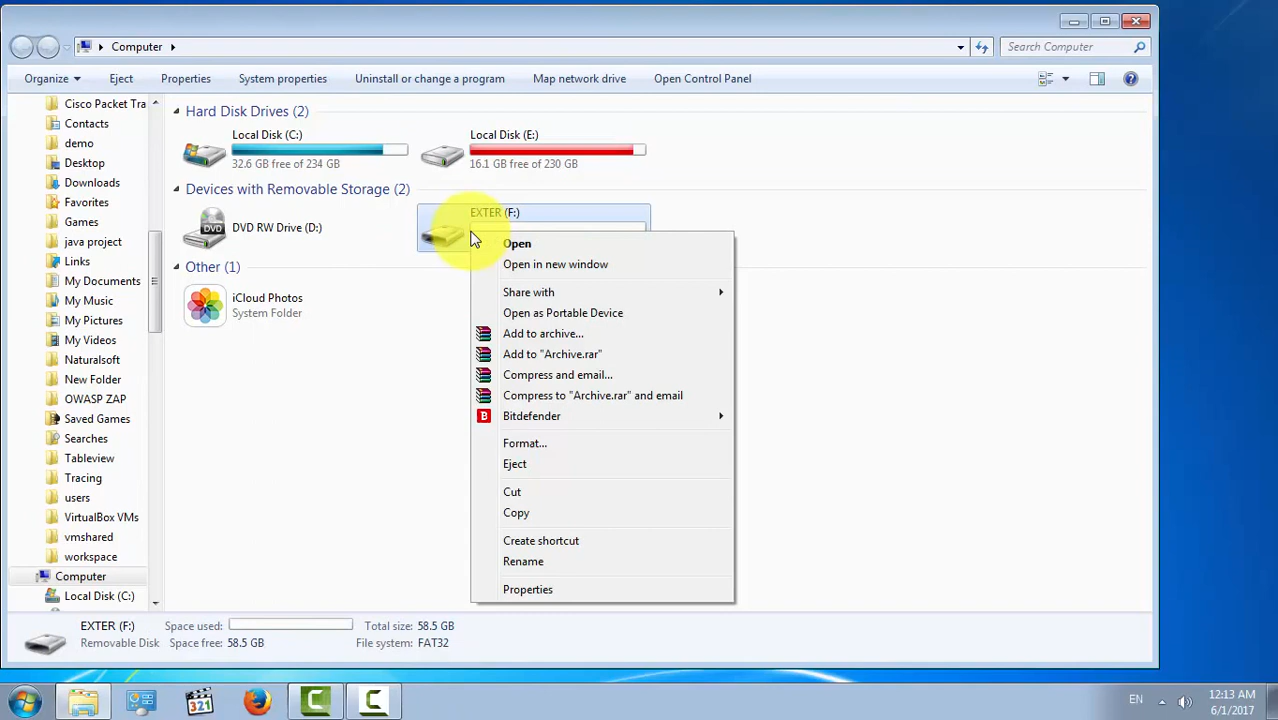 Computer
Search Computer
Organize
Eject
Properties
System properties
Uninstall or change a program
Map network drive
Open Control Panel
Cisco Packet Tra
Contacts
demo
Desktop
Downloads
Favorites
Games
java project
Links
My Documents
My Music
My Pictures
My Videos
Naturalsoft
New Folder
OWASP ZAP
Saved Games
Searches
Tableview
Tracing
users
VirtualBox VMs
vmshared
workspace
Computer
Local Disk (C:)
Hard Disk Drives (2)
Local Disk (C:)
32.6 GB free of 234 GB
Local Disk (E:)
16.1 GB free of 230 GB
Devices with Removable Storage (2)
DVD
DVD RW Drive (D:)
EXTER (F:)
Other (1)
iCloud Photos
System Folder
Open
Open in new window
Share with
Open as Portable Device
Add to archive...
Add to "Archive.rar"
Compress and email...
Compress to "Archive.rar" and email
B Bitdefender
Format...
Eject
Cut
Copy
Create shortcut
Rename
Properties
EXTER (F:) Space used: Total size: 58.5 GB
Removable Disk Space free: 58.5 GB File system: FAT32
321
EN
12:13 AM
6/1/2017